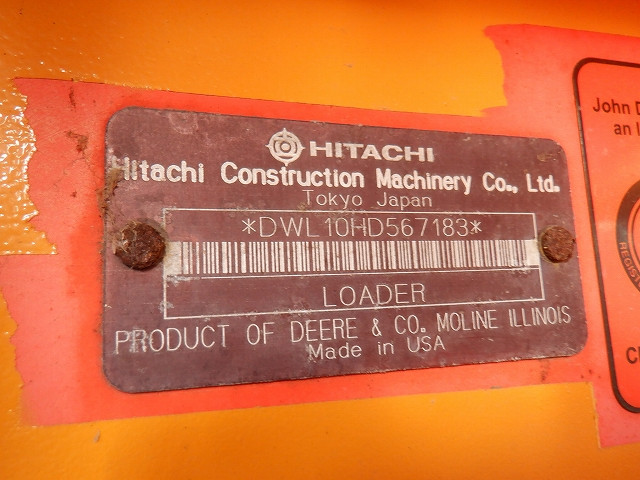 HITACHI
Hitachi Construction Machinery Co., Ltd.
Tokyo Japan
*DWL10HD567183*
LOADER
PRODUCT OF DEERE & CO. MOLINE ILLINOIS
Made in USA
John
an